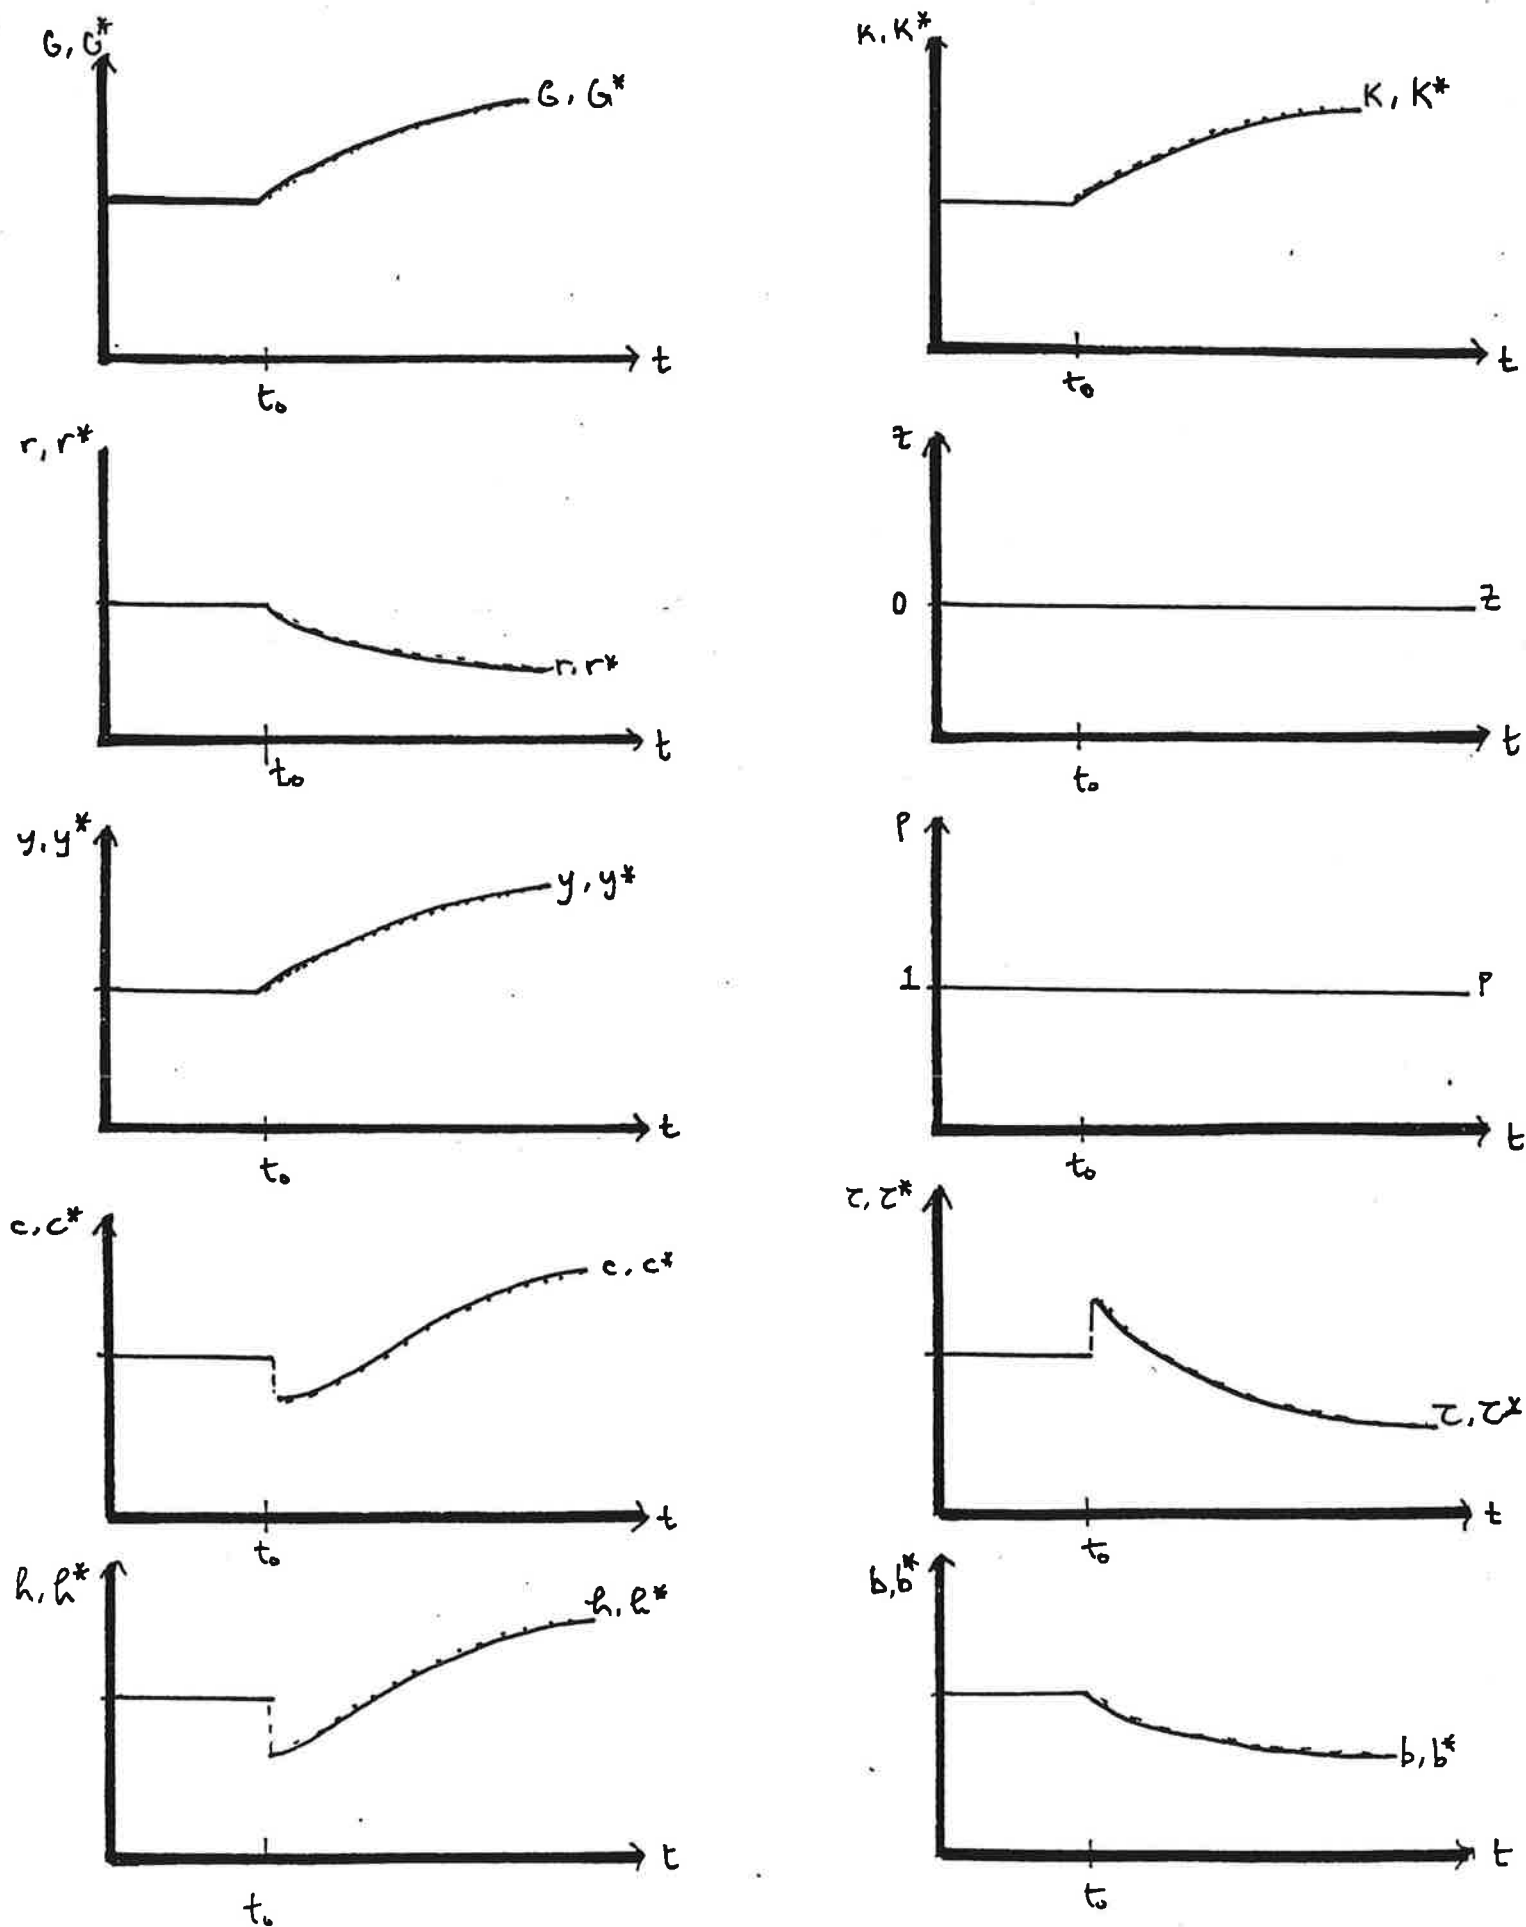 G, G*
G, G*
t
t₀
K, K*
K, K*
t
t₀
r, r*
r, r*
t
t₀
z
0
z
t
t₀
y, y*
y, y*
t
t₀
P
1
P
t
t₀
c, c*
c, c*
t
t₀
τ, τ*
τ, τ*
t
t₀
h, h*
h, h*
t
t₀
b, b*
b, b*
t
t₀